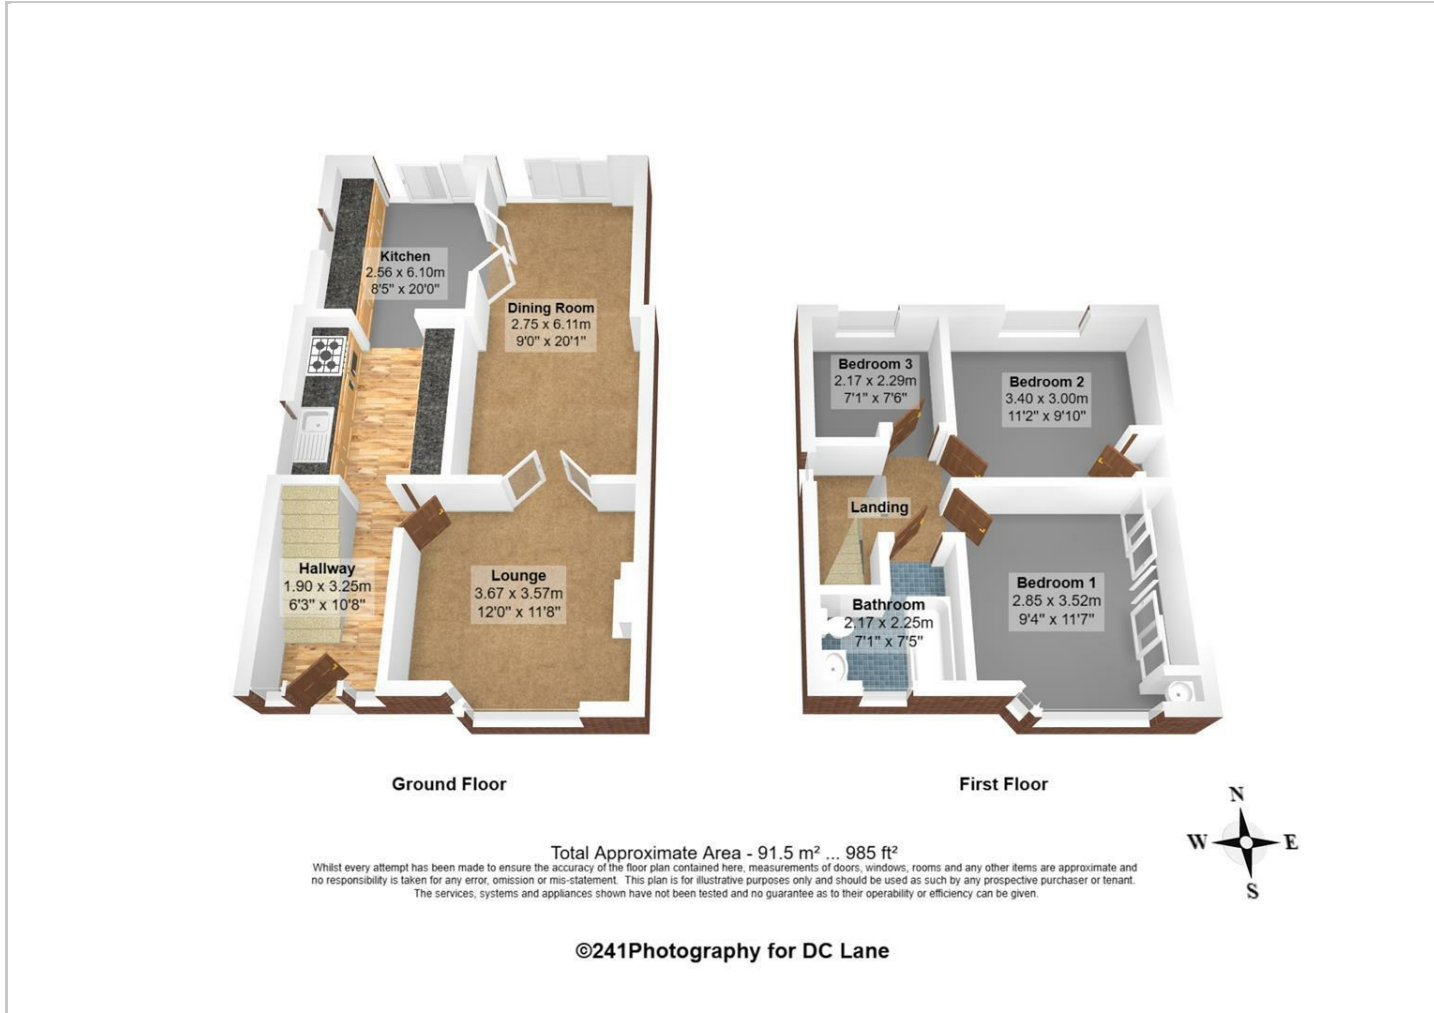 Kitchen
2.56 x 6.10m
8'5" x 20'0"
Dining Room
2.75 x 6.11m
9'0" x 20'1"
Hallway
1.90 x 3.25m
6'3" x 10'8"
Lounge
3.67 x 3.57m
12'0" x 11'8"
Ground Floor
Bedroom 3
2.17 x 2.29m
7'1" x 7'6"
Bedroom 2
3.40 x 3.00m
11'2" x 9'10"
Landing
Bathroom
2.17 x 2.25m
7'1" x 7'5"
Bedroom 1
2.85 x 3.52m
9'4" x 11'7"
First Floor
N
W E
S
Total Approximate Area - 91.5 m² ... 985 ft²
Whilst every attempt has been made to ensure the accuracy of the floor plan contained here, measurements of doors, windows, rooms and any other items are approximate and
no responsibility is taken for any error, omission or mis-statement. This plan is for illustrative purposes only and should be used as such by any prospective purchaser or tenant.
The services, systems and appliances shown have not been tested and no guarantee as to their operability or efficiency can be given.
©241Photography for DC Lane